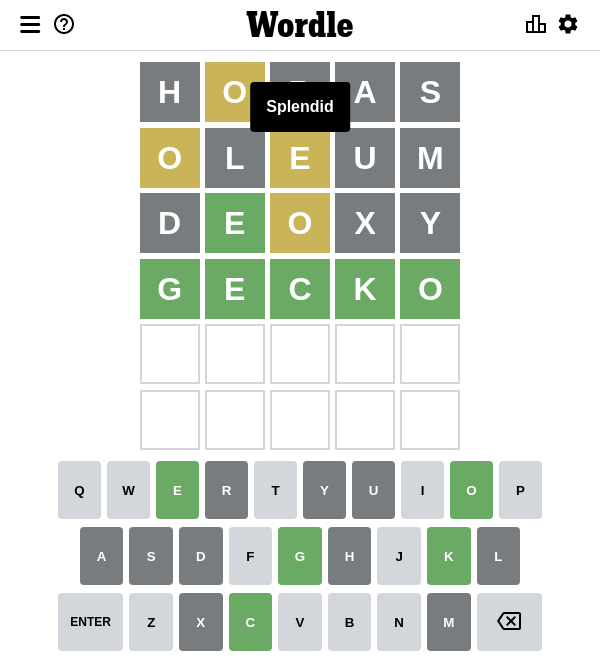 Wordle
H O A S
Splendid
O L E U M
D E O X Y
G E C K O
Q W E R T Y U I O P
A S D F G H J K L
ENTER Z X C V B N M